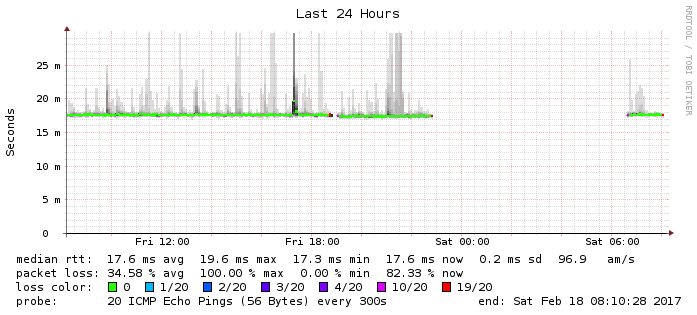 Last 24 Hours
RRDTOOL / TOBI OETIKER
Seconds
25 m
20 m
15 m
10 m
5 m
0
Fri 12:00 Fri 18:00 Sat 00:00 Sat 06:00
median rtt: 17.6 ms avg 19.6 ms max 17.3 ms min 17.6 ms now 0.2 ms sd 96.9 am/s
packet loss: 34.58 % avg 100.00 % max 0.00 % min 82.33 % now
loss color: 0 1/20 2/20 3/20 4/20 10/20 19/20
probe: 20 ICMP Echo Pings (56 Bytes) every 300s end: Sat Feb 18 08:10:28 2017